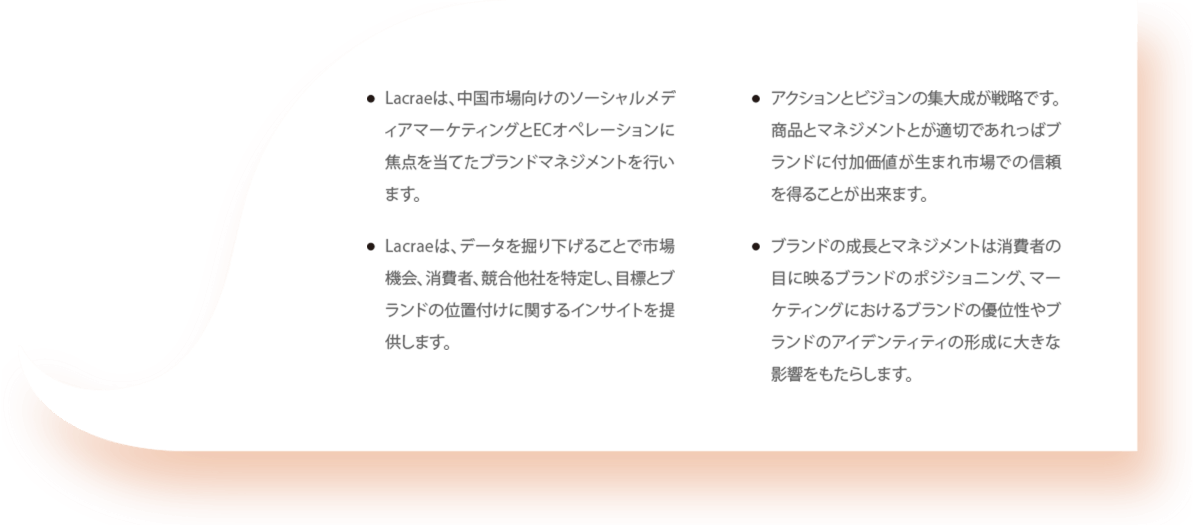 ● Lacraeは、中国市場向けのソーシャルメデ
ィアマーケティングとECオペレーションに
焦点を当てたブランドマネジメントを行い
ます。
● Lacraeは、データを掘り下げることで市場
機会、消費者、競合他社を特定し、目標とブ
ランドの位置付けに関するインサイトを提
供します。
● アクションとビジョンの集大成が戦略です。
商品とマネジメントとが適切であれっばブ
ランドに付加価値が生まれ市場での信頼
を得ることが出来ます。
● ブランドの成長とマネジメントは消費者の
目に映るブランドのポジショニング、マー
ケティングにおけるブランドの優位性やブ
ランドのアイデンティティの形成に大きな
影響をもたらします。